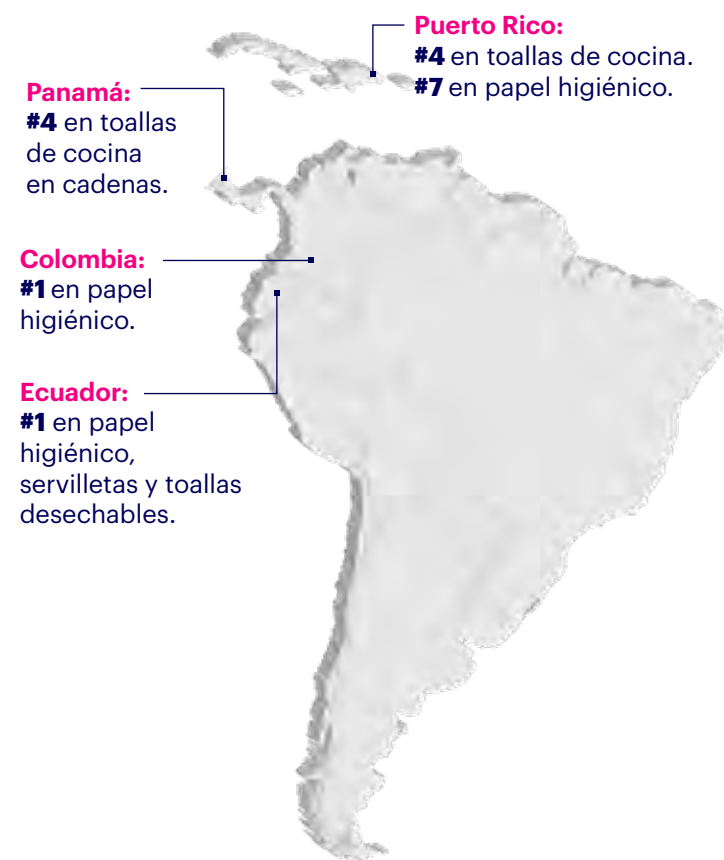 Puerto Rico:
#4 en toallas de cocina.
#7 en papel higiénico.
Panamá:
#4 en toallas
de cocina
en cadenas.
Colombia:
#1 en papel
higiénico.
Ecuador:
#1 en papel
higiénico,
servilletas y toallas
desechables.